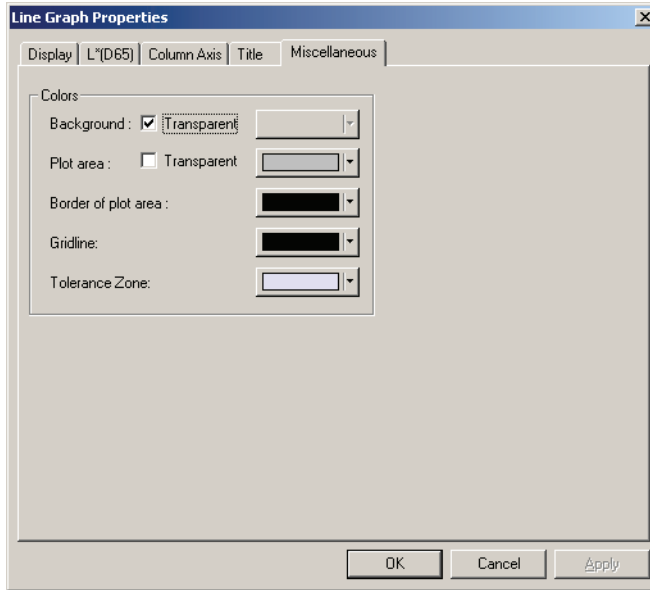 Line Graph Properties
Display L*(D65) Column Axis Title Miscellaneous
Colors
Background : Transparent
Plot area : Transparent
Border of plot area :
Gridline:
Tolerance Zone:
OK Cancel Apply